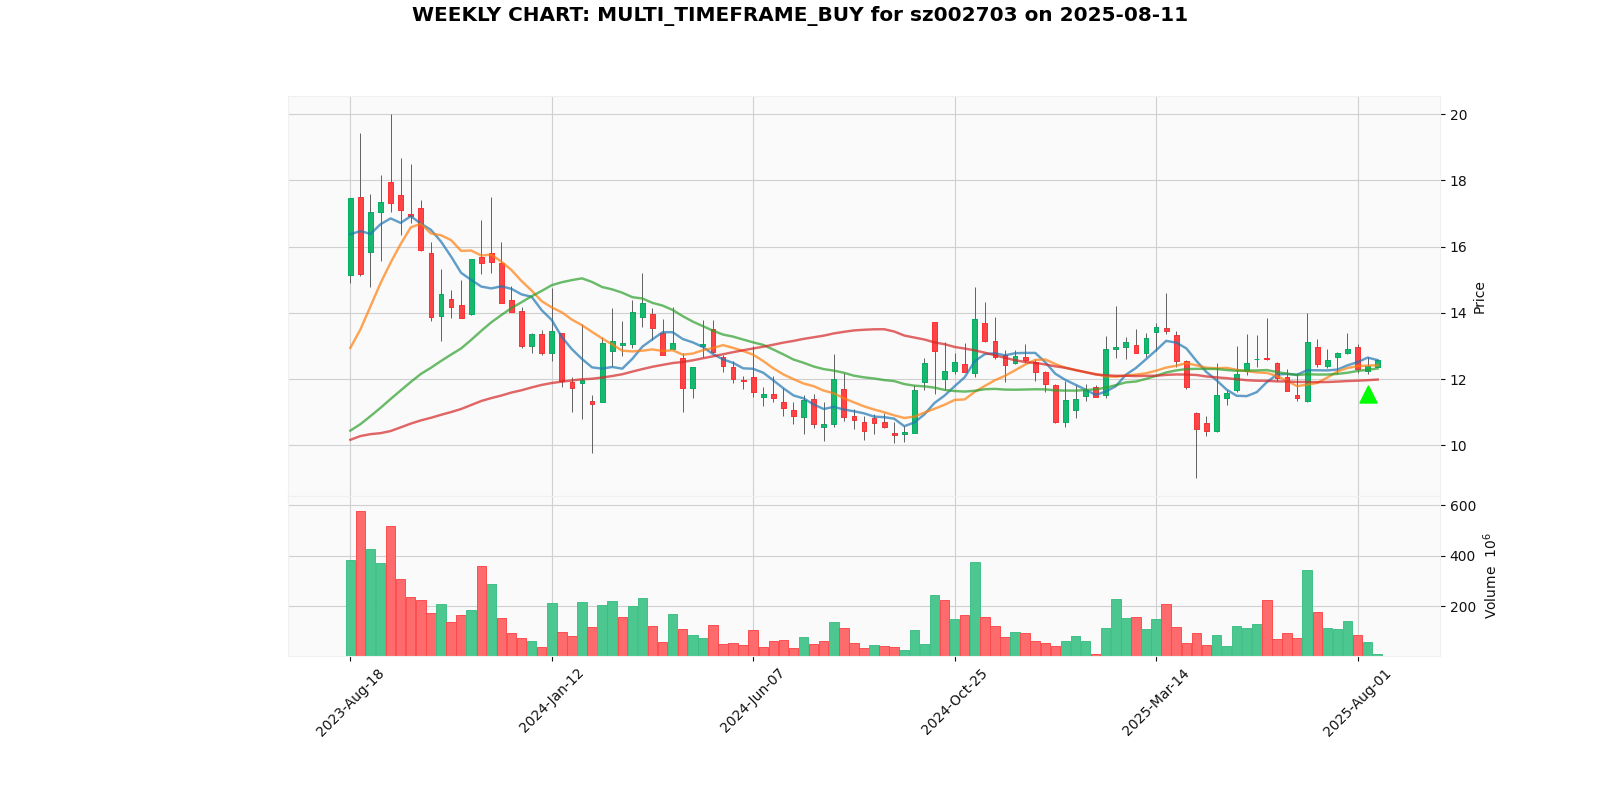 WEEKLY CHART: MULTI_TIMEFRAME_BUY for sz002703 on 2025-08-11
20
18
16
14
12
10
Price
600
400
200
Volume 10^6
2023-Aug-18
2024-Jan-12
2024-Jun-07
2024-Oct-25
2025-Mar-14
2025-Aug-01